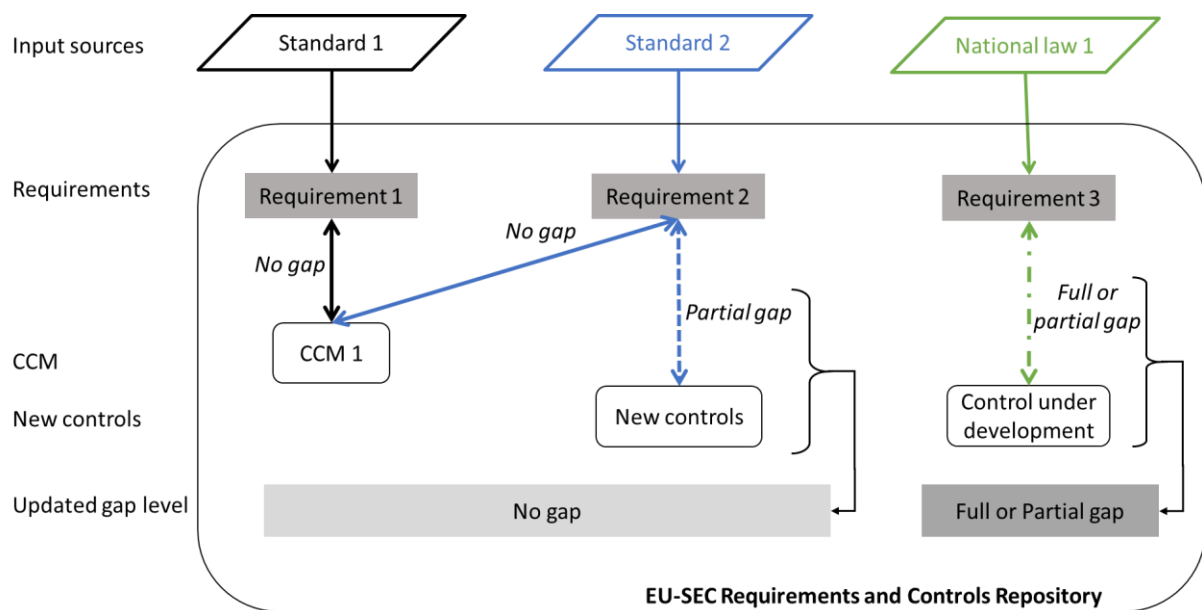 Input sources
Standard 1
Standard 2
National law 1
Requirements
Requirement 1
Requirement 2
Requirement 3
No gap
No gap
Partial gap
Full or
partial gap
CCM
CCM 1
New controls
New controls
Control under
development
Updated gap level
No gap
Full or Partial gap
EU-SEC Requirements and Controls Repository